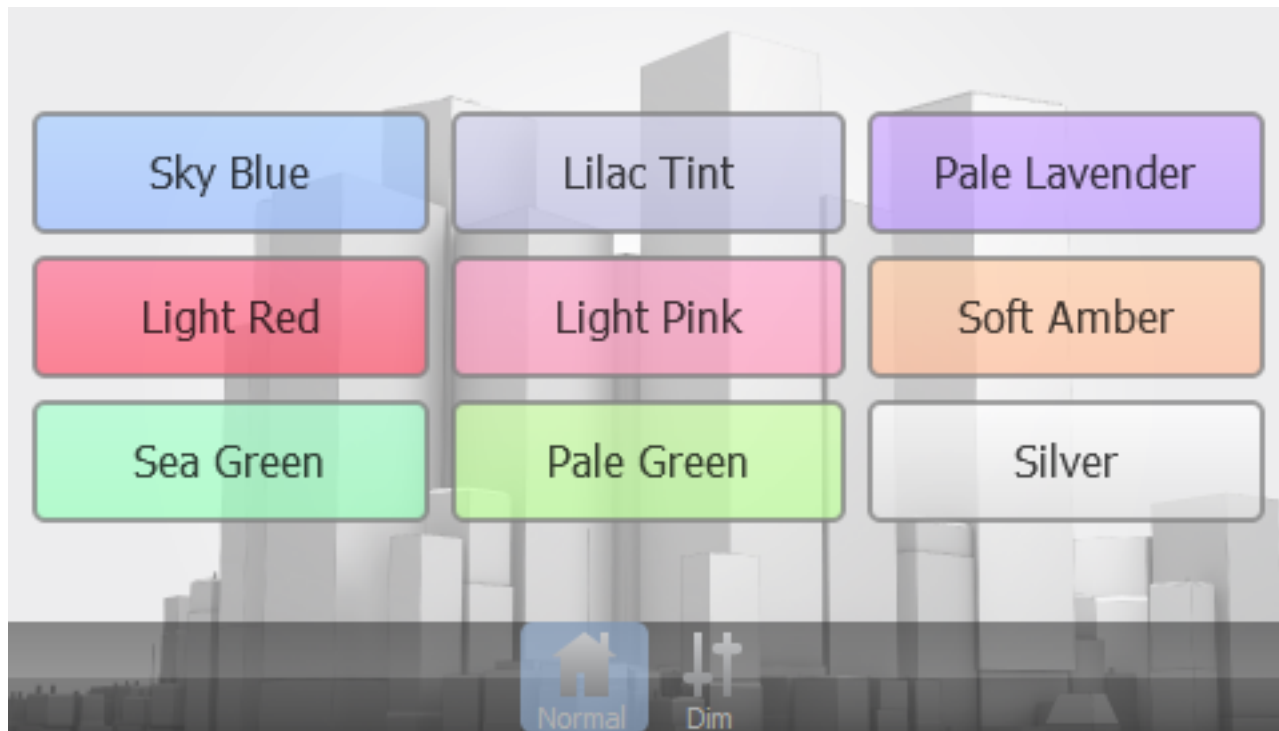 Sky Blue
Lilac Tint
Pale Lavender
Light Red
Light Pink
Soft Amber
Sea Green
Pale Green
Silver
Normal
Dim